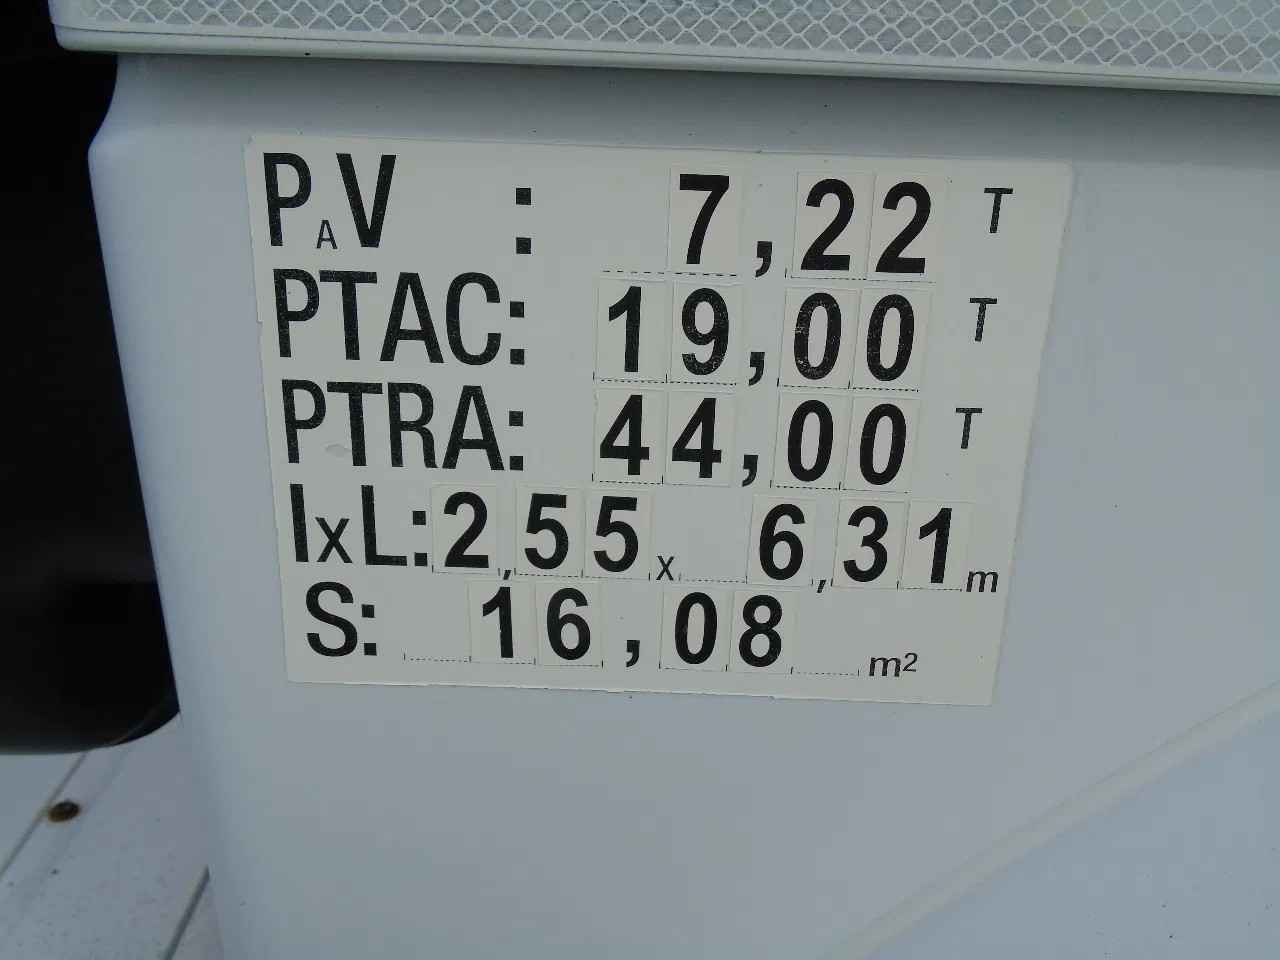 PAV : 7,22 T
PTAC: 19,00 T
PTRA: 44,00 T
IxL: 2,55 x 6,31 m
S: 16,08 m²